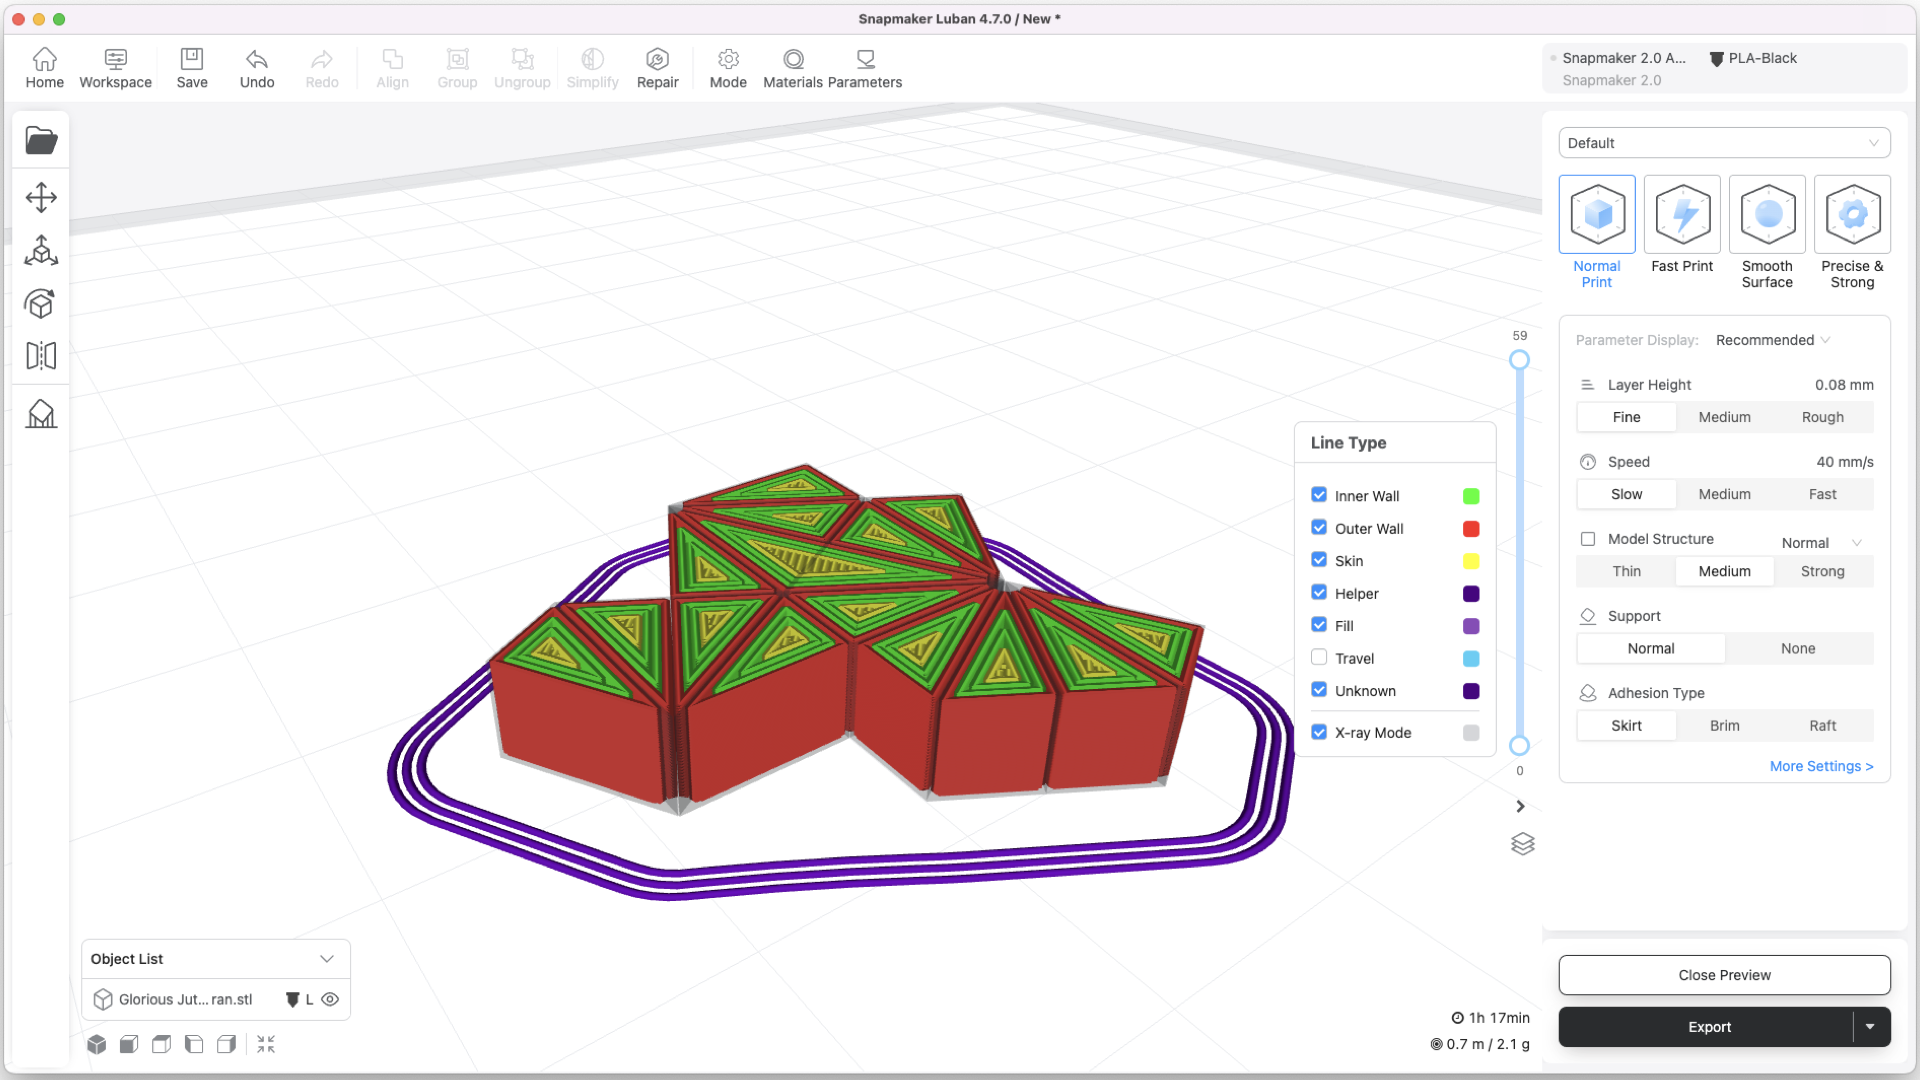 Snapmaker Luban 4.7.0 / New *
Home
Workspace
Save
Undo
Redo
Align
Group
Ungroup
Simplify
Repair
Mode
Materials
Parameters
Snapmaker 2.0 A...
PLA-Black
Snapmaker 2.0
Default
Normal Print
Fast Print
Smooth Surface
Precise & Strong
Parameter Display: Recommended
Layer Height 0.08 mm
Fine Medium Rough
Speed 40 mm/s
Slow Medium Fast
Model Structure Normal
Thin Medium Strong
Support
Normal None
Adhesion Type
Skirt Brim Raft
More Settings >
59
0
Line Type
Inner Wall
Outer Wall
Skin
Helper
Fill
Travel
Unknown
X-ray Mode
Object List
Glorious Jut... ran.stl L
1h 17min
0.7 m / 2.1 g
Close Preview
Export